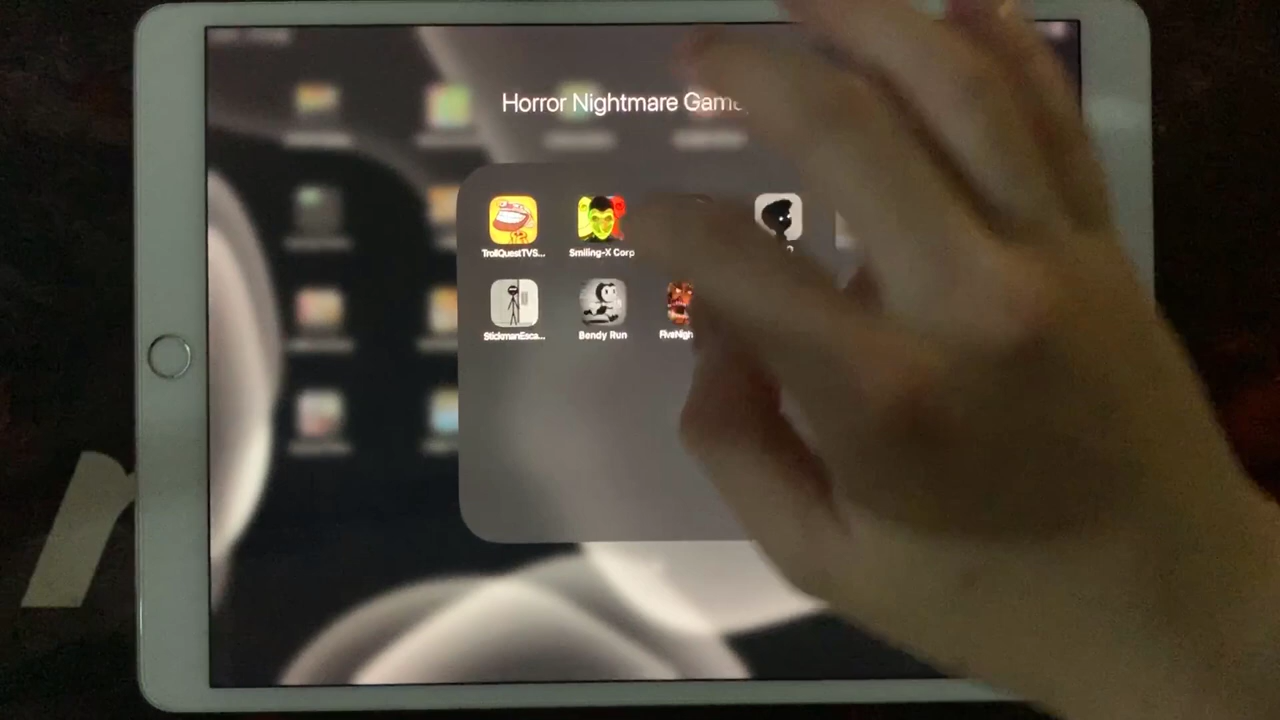 Horror Nightmare Game
TrollQuestTVS... Smiling-X Corp
StickmanEsca... Bendy Run FiveNigh